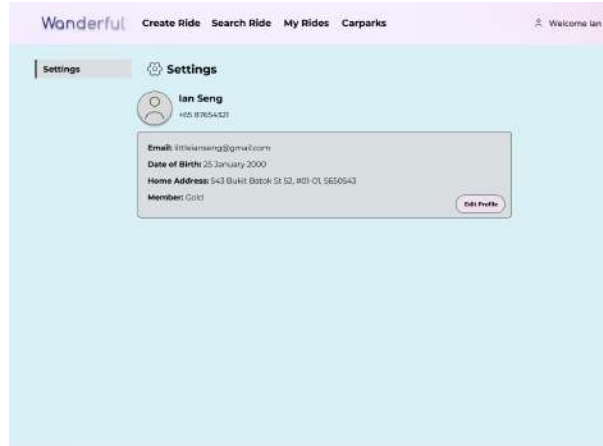 Wanderful Create Ride Search Ride My Rides Carparks Welcome Ian
Settings
Settings
Ian Seng
+65 87654321
Email: littleianseng@gmail.com
Date of Birth: 25 January 2000
Home Address: 543 Bukit Batok St 52, #01-01, S650543
Member: Gold
Edit Profile